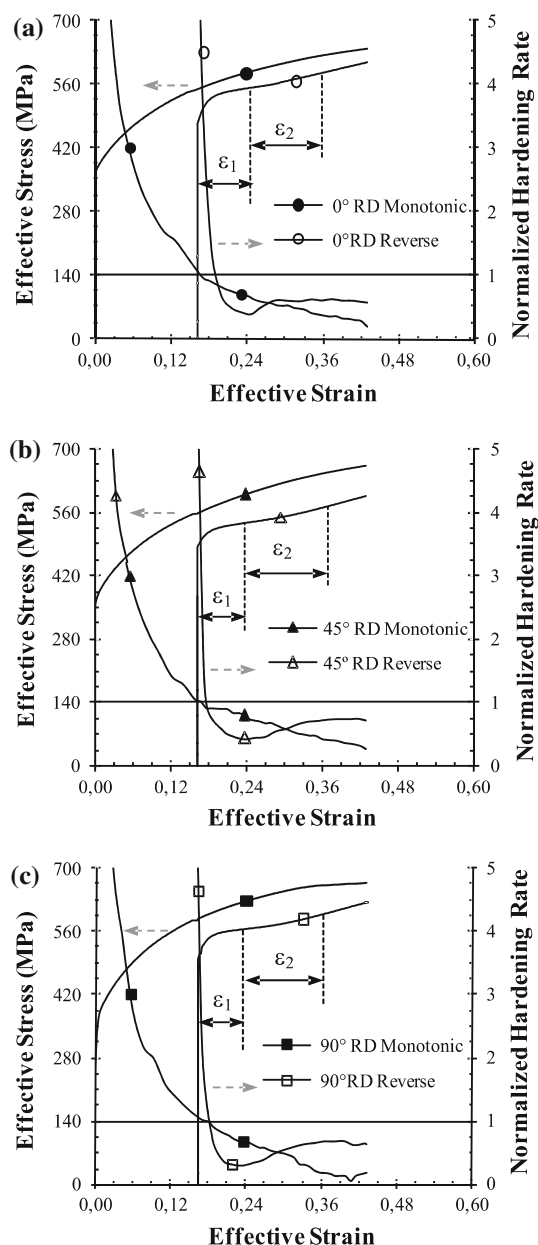 (a)
700
560
420
280
140
0
Effective Stress (MPa)
5
4
3
2
1
0
Normalized Hardening Rate
ε1
ε2
0° RD Monotonic
0°RD Reverse
0,00 0,12 0,24 0,36 0,48 0,60
Effective Strain
(b)
700
560
420
280
140
0
Effective Stress (MPa)
5
4
3
2
1
0
Normalized Hardening Rate
ε1
ε2
45° RD Monotonic
45º RD Reverse
0,00 0,12 0,24 0,36 0,48 0,60
Effective Strain
(c)
700
560
420
280
140
0
Effective Stress (MPa)
5
4
3
2
1
0
Normalized Hardening Rate
ε1
ε2
90° RD Monotonic
90°RD Reverse
0,00 0,12 0,24 0,36 0,48 0,60
Effective Strain